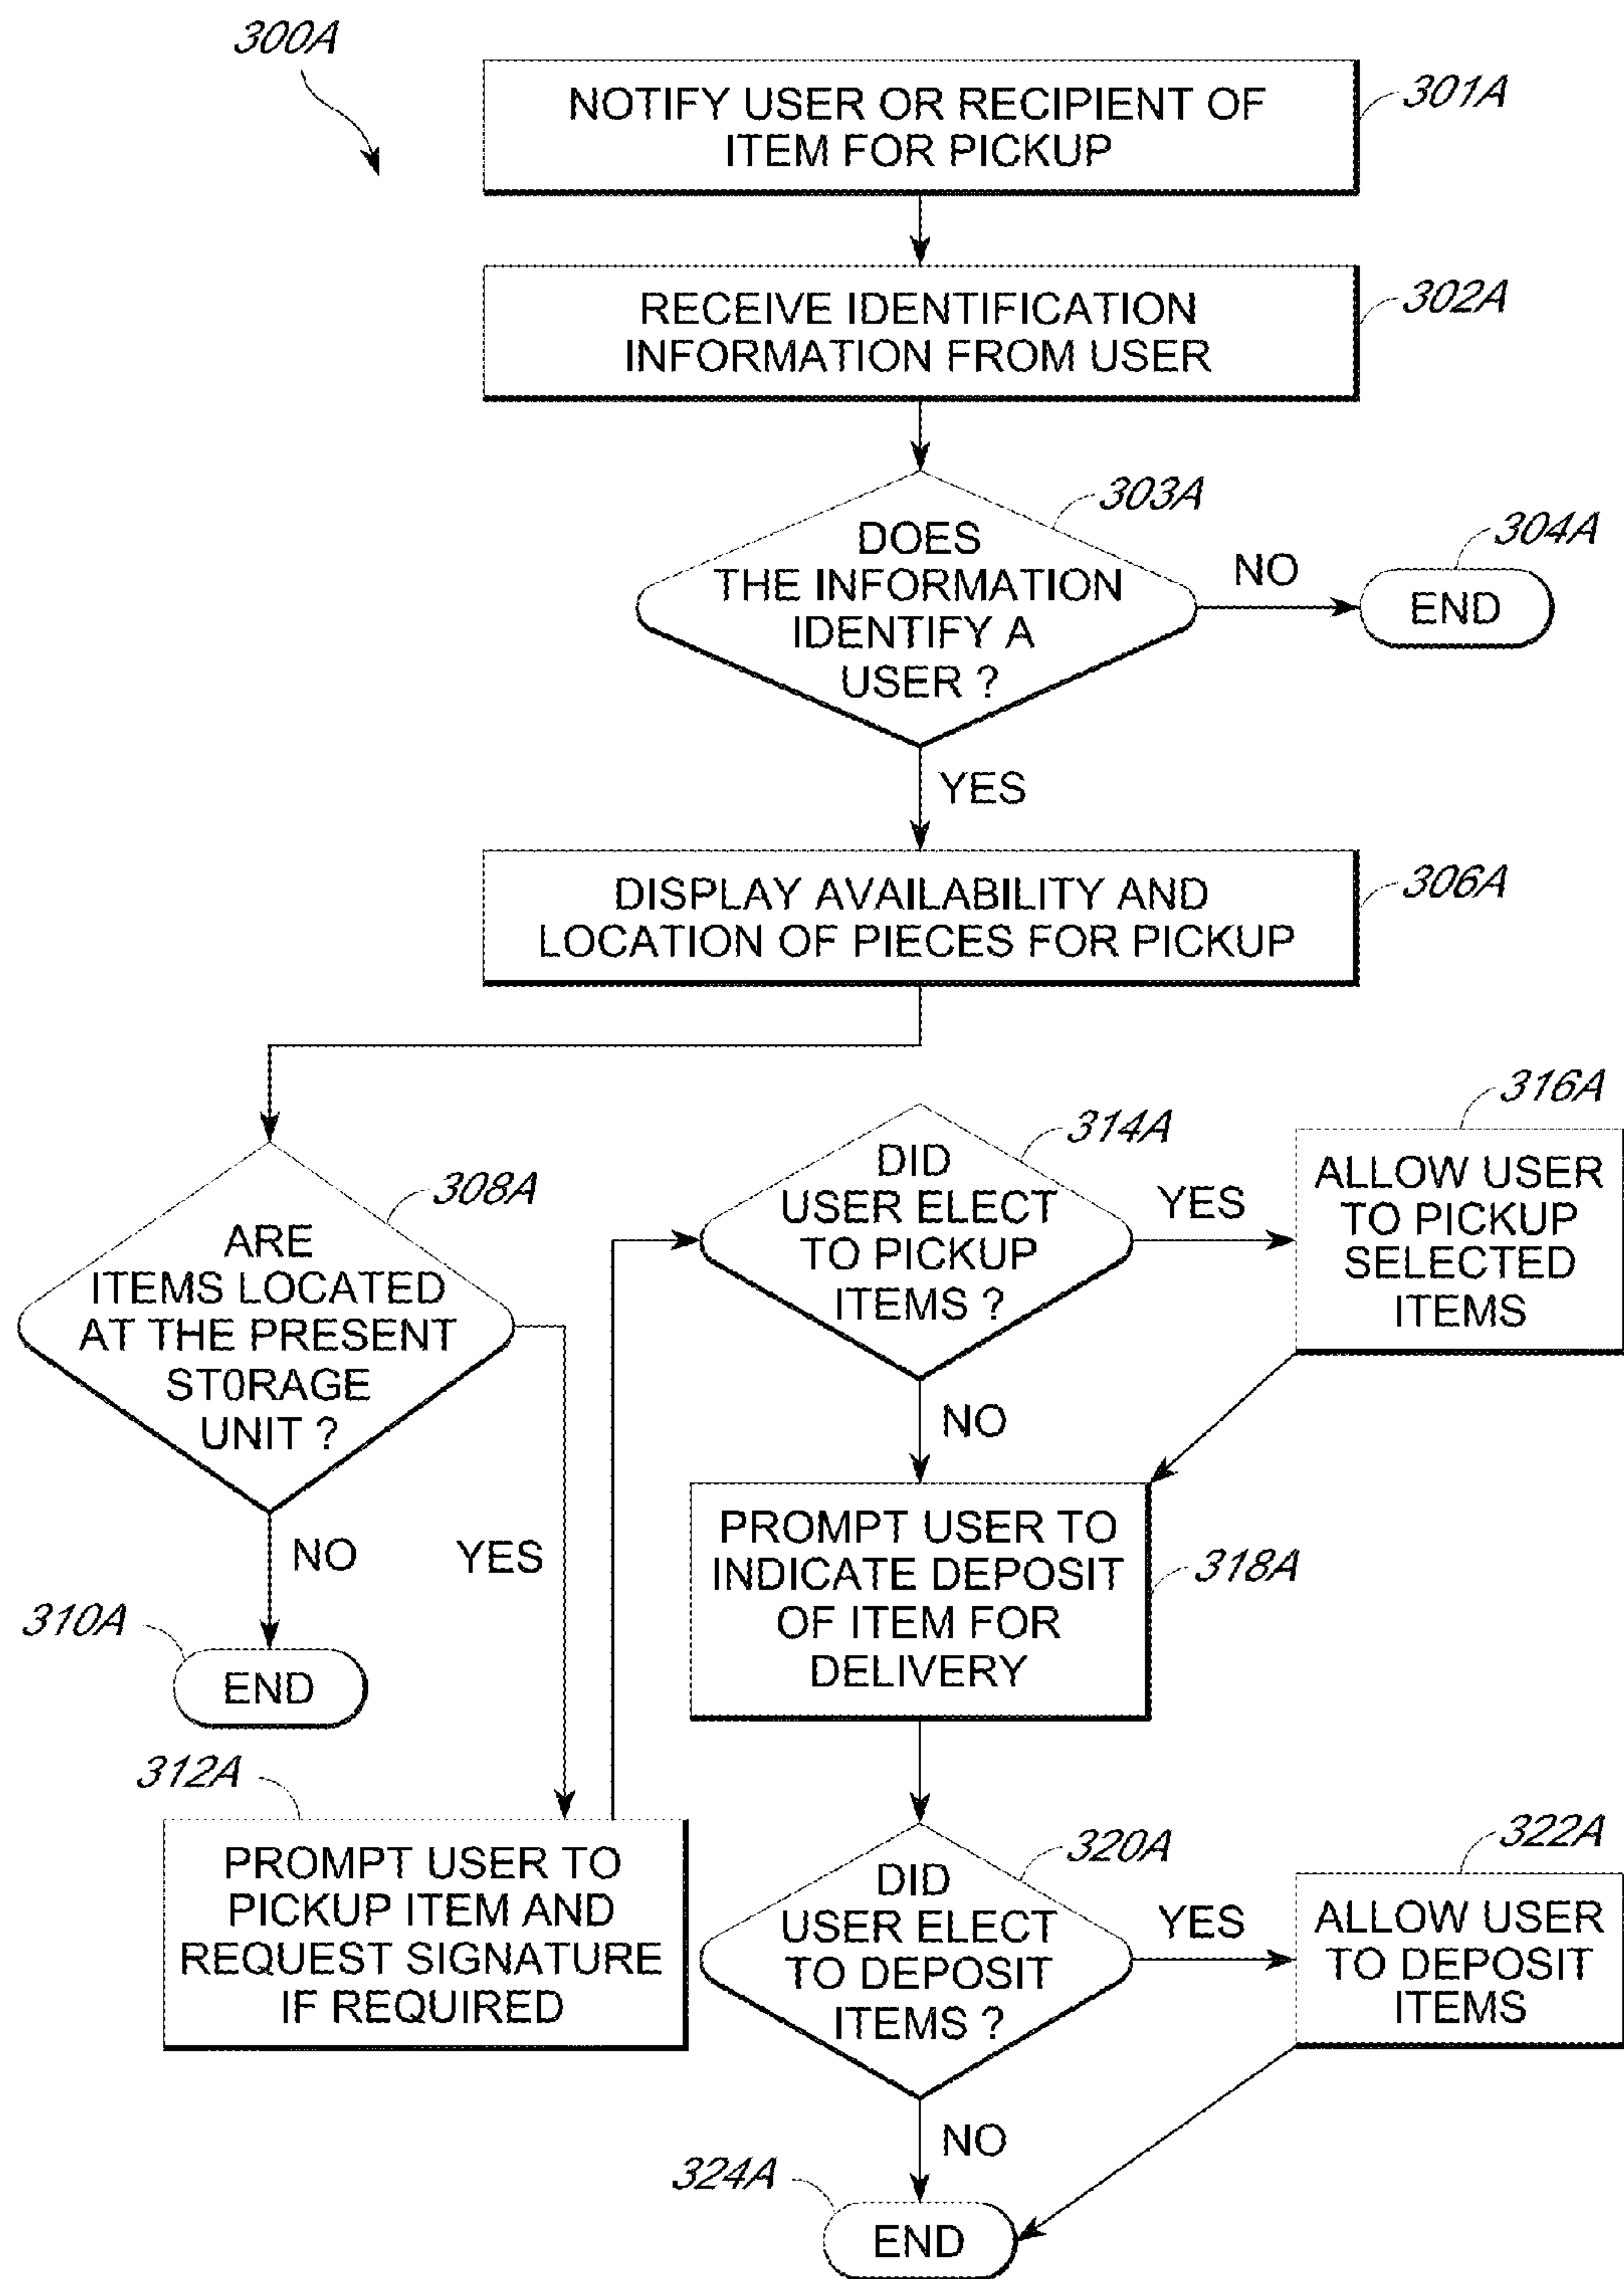 300A
NOTIFY USER OR RECIPIENT OF
ITEM FOR PICKUP
301A
RECEIVE IDENTIFICATION
INFORMATION FROM USER
302A
303A
DOES
THE INFORMATION
IDENTIFY A
USER ?
NO
304A
END
YES
DISPLAY AVAILABILITY AND
LOCATION OF PIECES FOR PICKUP
306A
308A
ARE
ITEMS LOCATED
AT THE PRESENT
ST0RAGE
UNIT ?
NO
YES
310A
END
312A
PROMPT USER TO
PICKUP ITEM AND
REQUEST SIGNATURE
IF REQUIRED
314A
DID
USER ELECT
TO PICKUP
ITEMS ?
YES
316A
ALLOW USER
TO PICKUP
SELECTED
ITEMS
NO
PROMPT USER TO
INDICATE DEPOSIT
OF ITEM FOR
DELIVERY
318A
320A
DID
USER ELECT
TO DEPOSIT
ITEMS ?
YES
322A
ALLOW USER
TO DEPOSIT
ITEMS
NO
324A
END